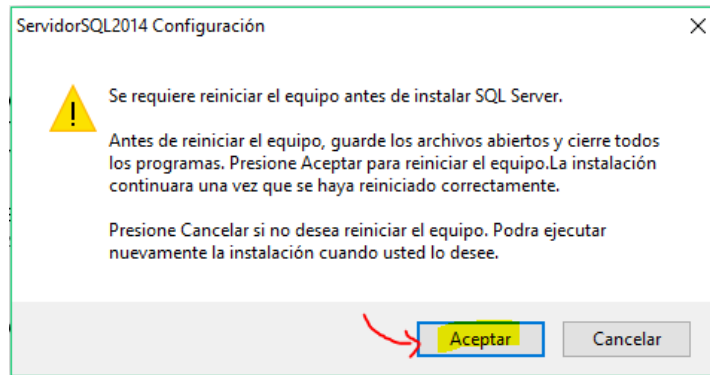 ServidorSQL2014 Configuración
Se requiere reiniciar el equipo antes de instalar SQL Server.
Antes de reiniciar el equipo, guarde los archivos abiertos y cierre todos
los programas. Presione Aceptar para reiniciar el equipo.La instalación
continuara una vez que se haya reiniciado correctamente.
Presione Cancelar si no desea reiniciar el equipo. Podra ejecutar
nuevamente la instalación cuando usted lo desee.
Aceptar
Cancelar